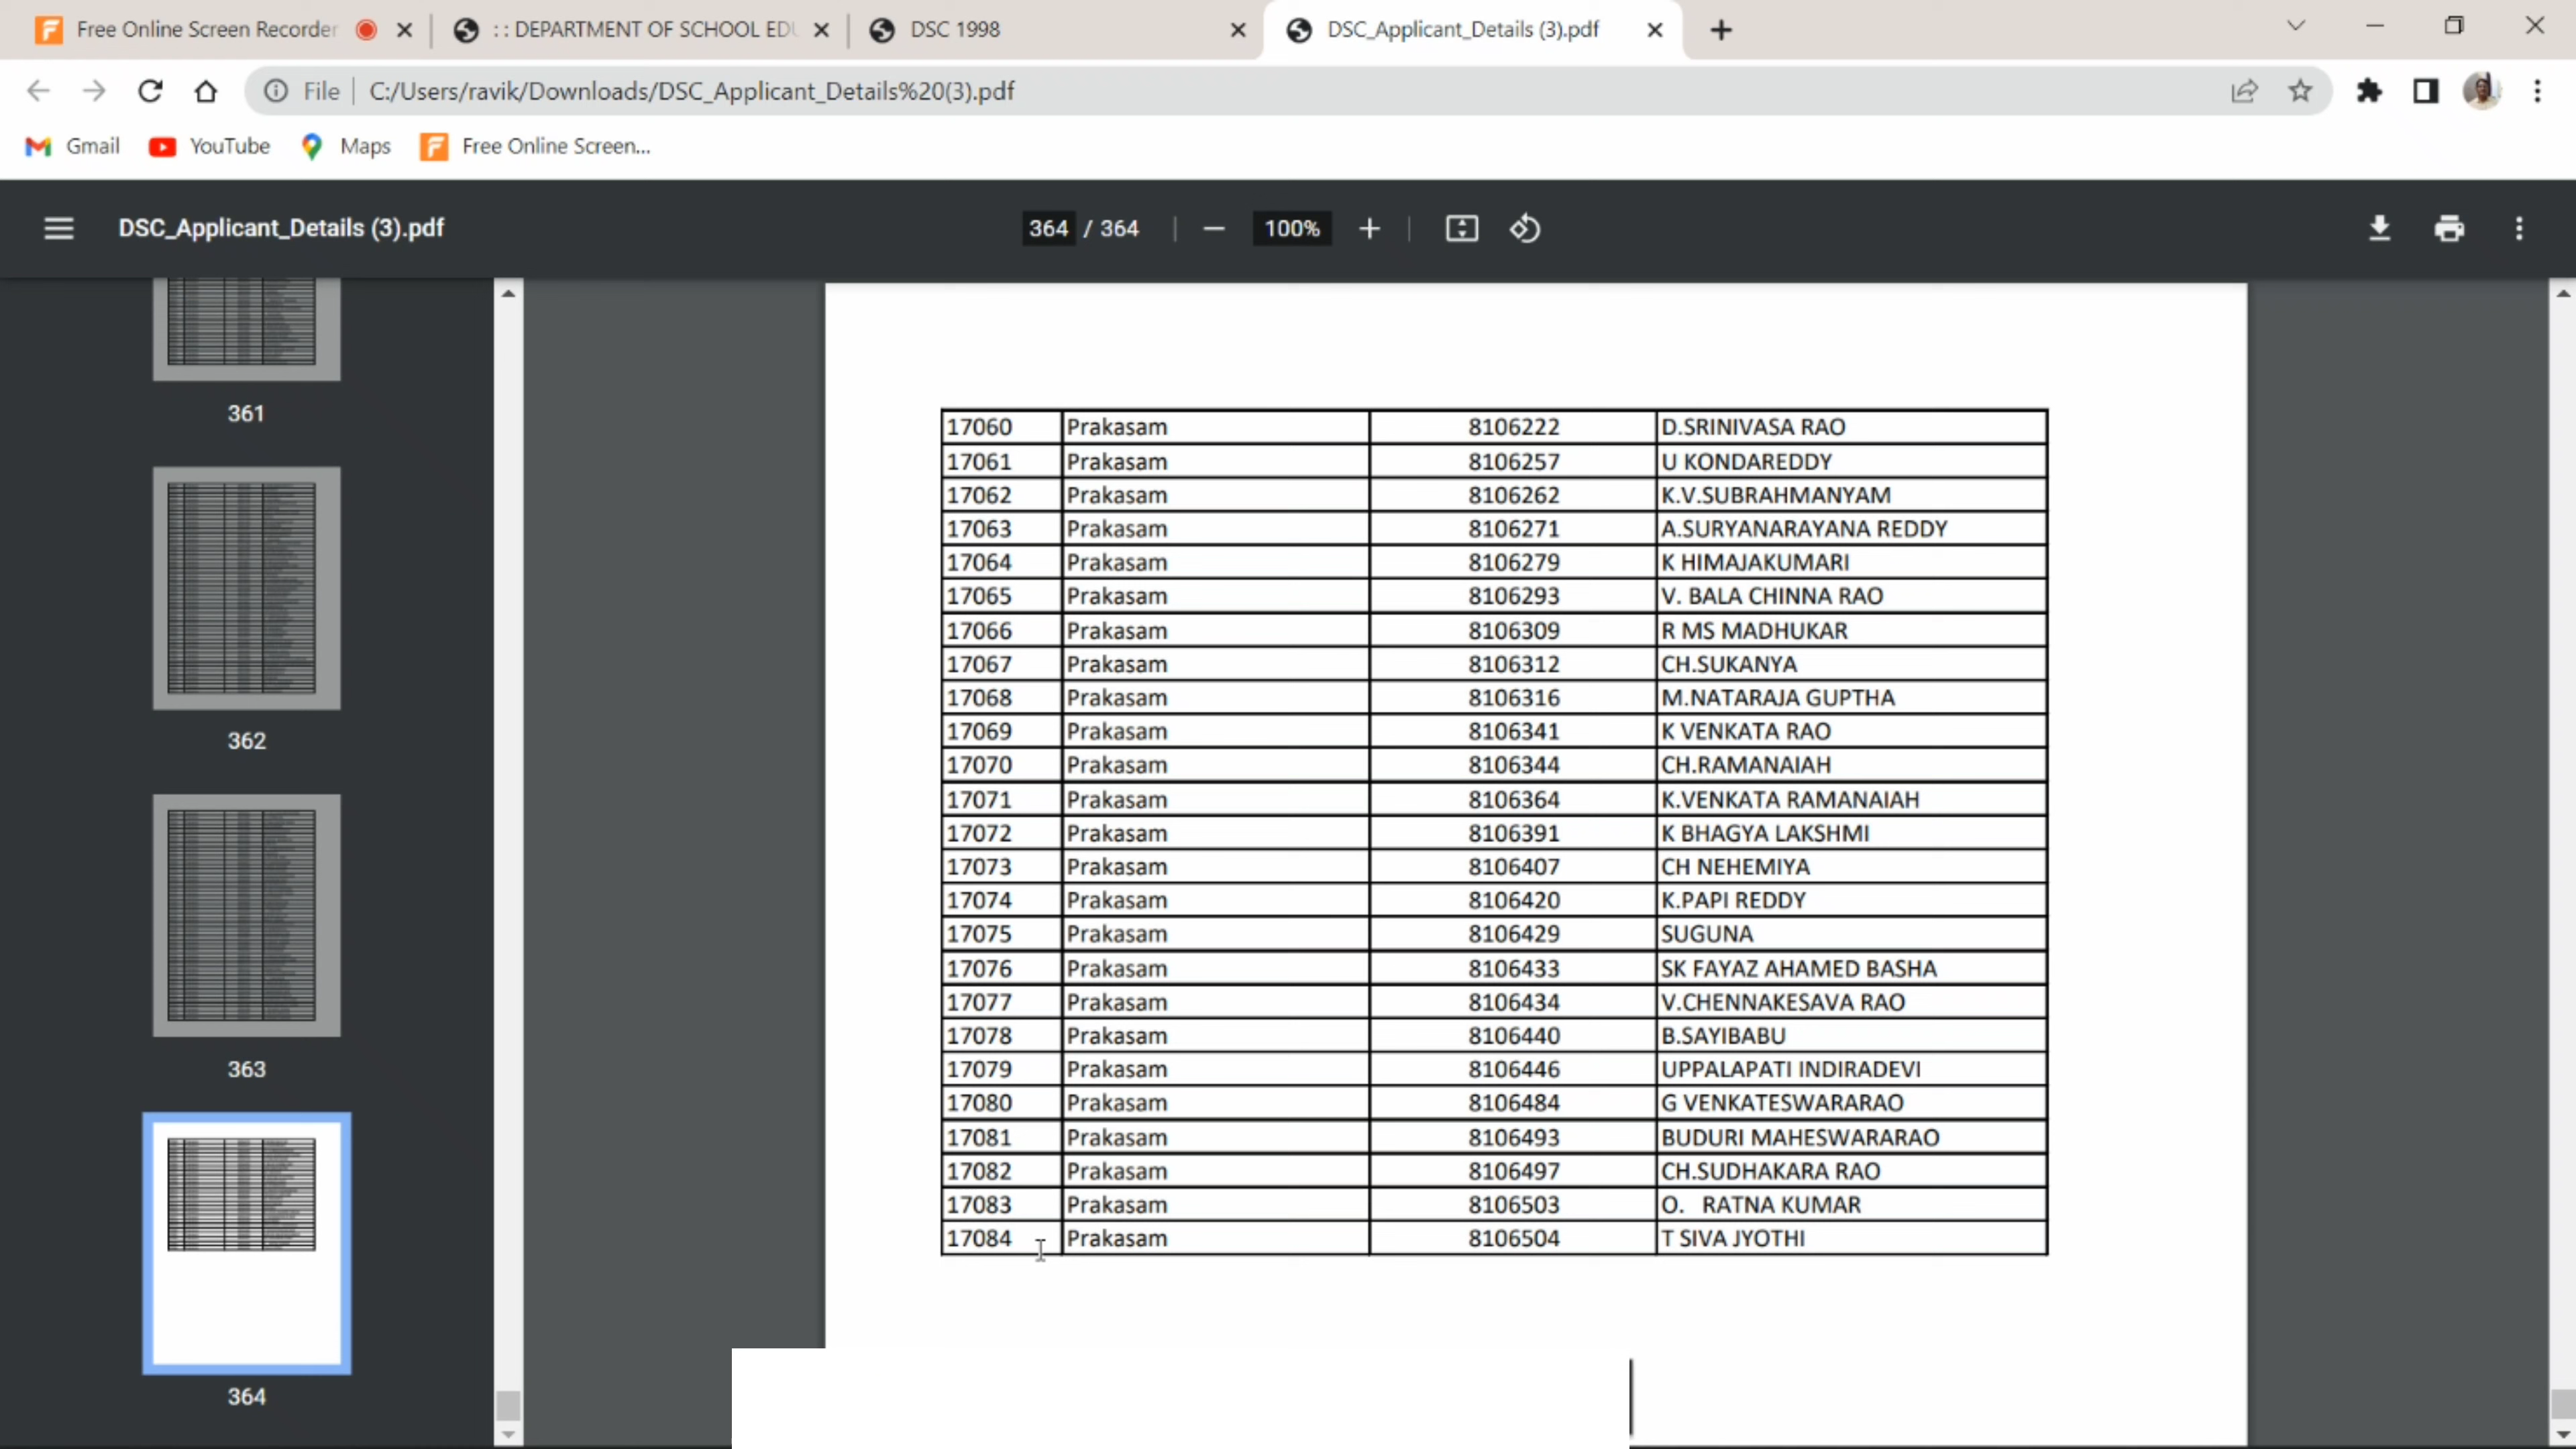 Free Online Screen Recorder
: : DEPARTMENT OF SCHOOL EDU
DSC 1998
DSC_Applicant_Details (3).pdf
File
C:/Users/ravik/Downloads/DSC_Applicant_Details%20(3).pdf
Gmail
YouTube
Maps
Free Online Screen...
DSC_Applicant_Details (3).pdf
364 / 364
100%
361
362
363
364
17060 Prakasam 8106222 D.SRINIVASA RAO
17061 Prakasam 8106257 U KONDAREDDY
17062 Prakasam 8106262 K.V.SUBRAHMANYAM
17063 Prakasam 8106271 A.SURYANARAYANA REDDY
17064 Prakasam 8106279 K HIMAJAKUMARI
17065 Prakasam 8106293 V. BALA CHINNA RAO
17066 Prakasam 8106309 R MS MADHUKAR
17067 Prakasam 8106312 CH.SUKANYA
17068 Prakasam 8106316 M.NATARAJA GUPTHA
17069 Prakasam 8106341 K VENKATA RAO
17070 Prakasam 8106344 CH.RAMANAIAH
17071 Prakasam 8106364 K.VENKATA RAMANAIAH
17072 Prakasam 8106391 K BHAGYA LAKSHMI
17073 Prakasam 8106407 CH NEHEMIYA
17074 Prakasam 8106420 K.PAPI REDDY
17075 Prakasam 8106429 SUGUNA
17076 Prakasam 8106433 SK FAYAZ AHAMED BASHA
17077 Prakasam 8106434 V.CHENNAKESAVA RAO
17078 Prakasam 8106440 B.SAYIBABU
17079 Prakasam 8106446 UPPALAPATI INDIRADEVI
17080 Prakasam 8106484 G VENKATESWARARAO
17081 Prakasam 8106493 BUDURI MAHESWARARAO
17082 Prakasam 8106497 CH.SUDHAKARA RAO
17083 Prakasam 8106503 O. RATNA KUMAR
17084 Prakasam 8106504 T SIVA JYOTHI